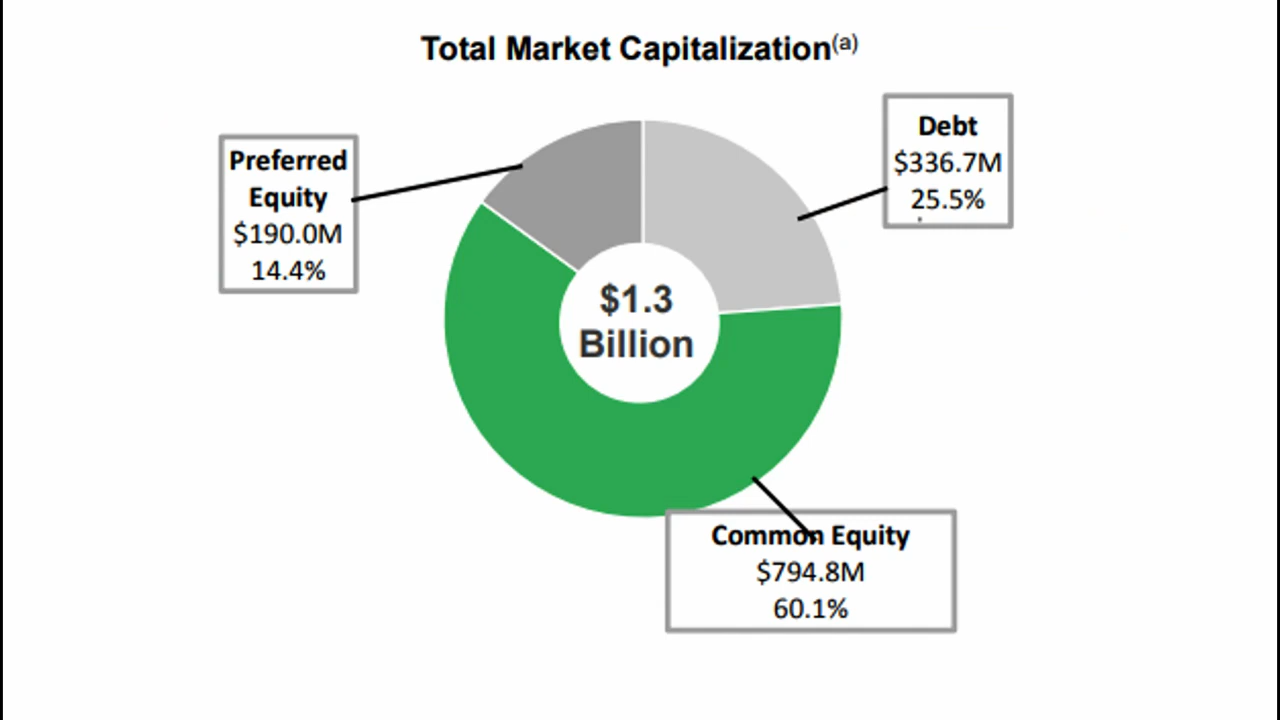 Total Market Capitalization(a)
Preferred
Equity
$190.0M
14.4%
Debt
$336.7M
25.5%
$1.3
Billion
Common Equity
$794.8M
60.1%